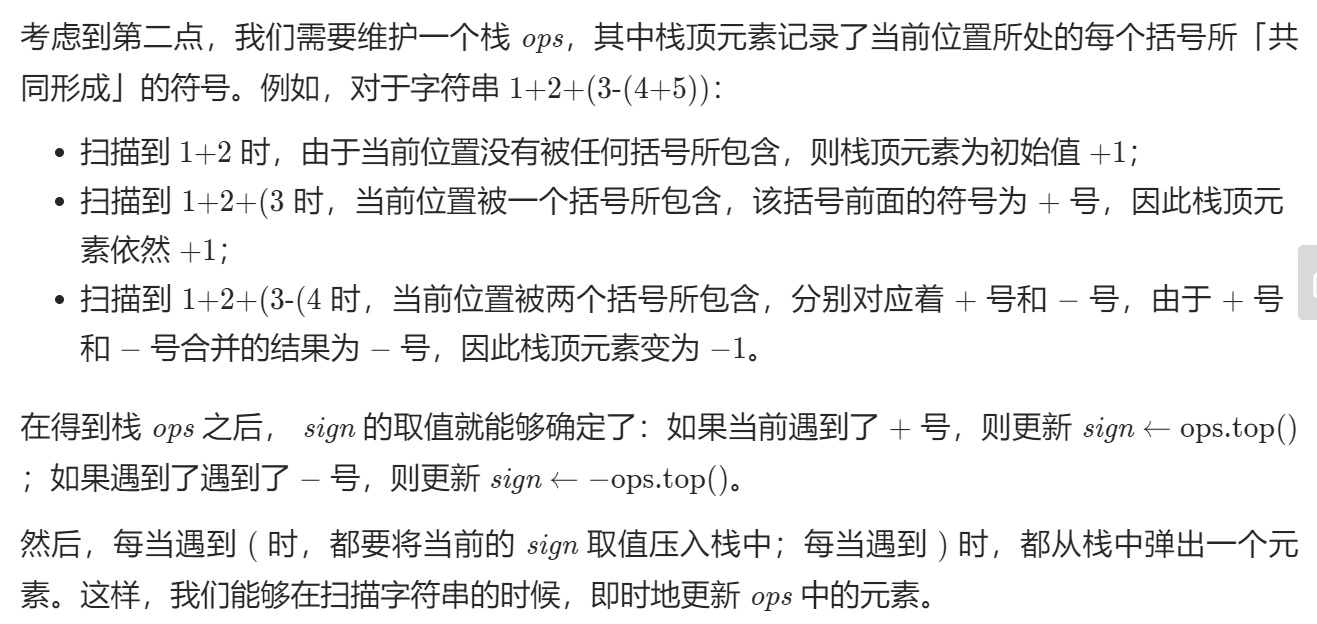 考虑到第二点，我们需要维护一个栈 ops，其中栈顶元素记录了当前位置所处的每个括号所「共
同形成」的符号。例如，对于字符串 1+2+(3-(4+5))：
• 扫描到 1+2 时，由于当前位置没有被任何括号所包含，则栈顶元素为初始值 +1；
• 扫描到 1+2+(3 时，当前位置被一个括号所包含，该括号前面的符号为 + 号，因此栈顶元
素依然 +1；
• 扫描到 1+2+(3-(4 时，当前位置被两个括号所包含，分别对应着 + 号和 − 号，由于 + 号
和 − 号合并的结果为 − 号，因此栈顶元素变为 −1。
在得到栈 ops 之后， sign 的取值就能够确定了：如果当前遇到了 + 号，则更新 sign ← ops.top()
；如果遇到了遇到了 − 号，则更新 sign ← −ops.top()。
然后，每当遇到 ( 时，都要将当前的 sign 取值压入栈中；每当遇到 ) 时，都从栈中弹出一个元
素。这样，我们能够在扫描字符串的时候，即时地更新 ops 中的元素。